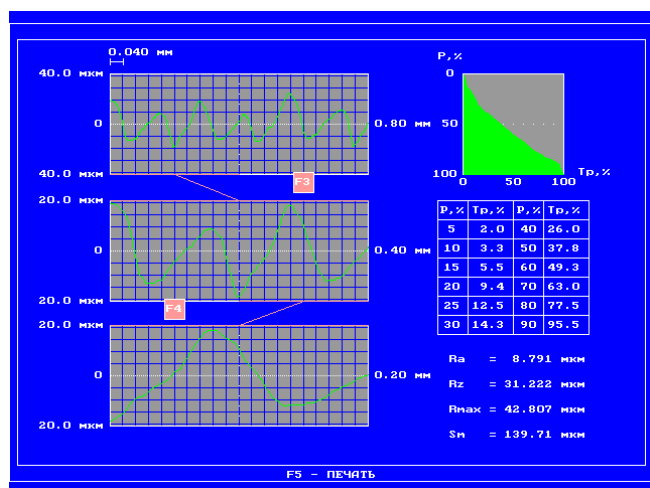 0.040 мм
40.0 мкм
0
0.80 мм
40.0 мкм
F3
20.0 мкм
0
0.40 мм
20.0 мкм
F4
20.0 мкм
0
0.20 мм
20.0 мкм
P,%
0
50
100
0 50 100
Tp,%
P,% Tp,% P,% Tp,%
5 2.0 40 26.0
10 3.3 50 37.8
15 5.5 60 49.3
20 9.4 70 63.0
25 12.5 80 77.5
30 14.3 90 95.5
Ra = 8.791 мкм
Rz = 31.222 мкм
Rmax = 42.807 мкм
Sm = 139.71 мкм
F5 - ПЕЧАТЬ